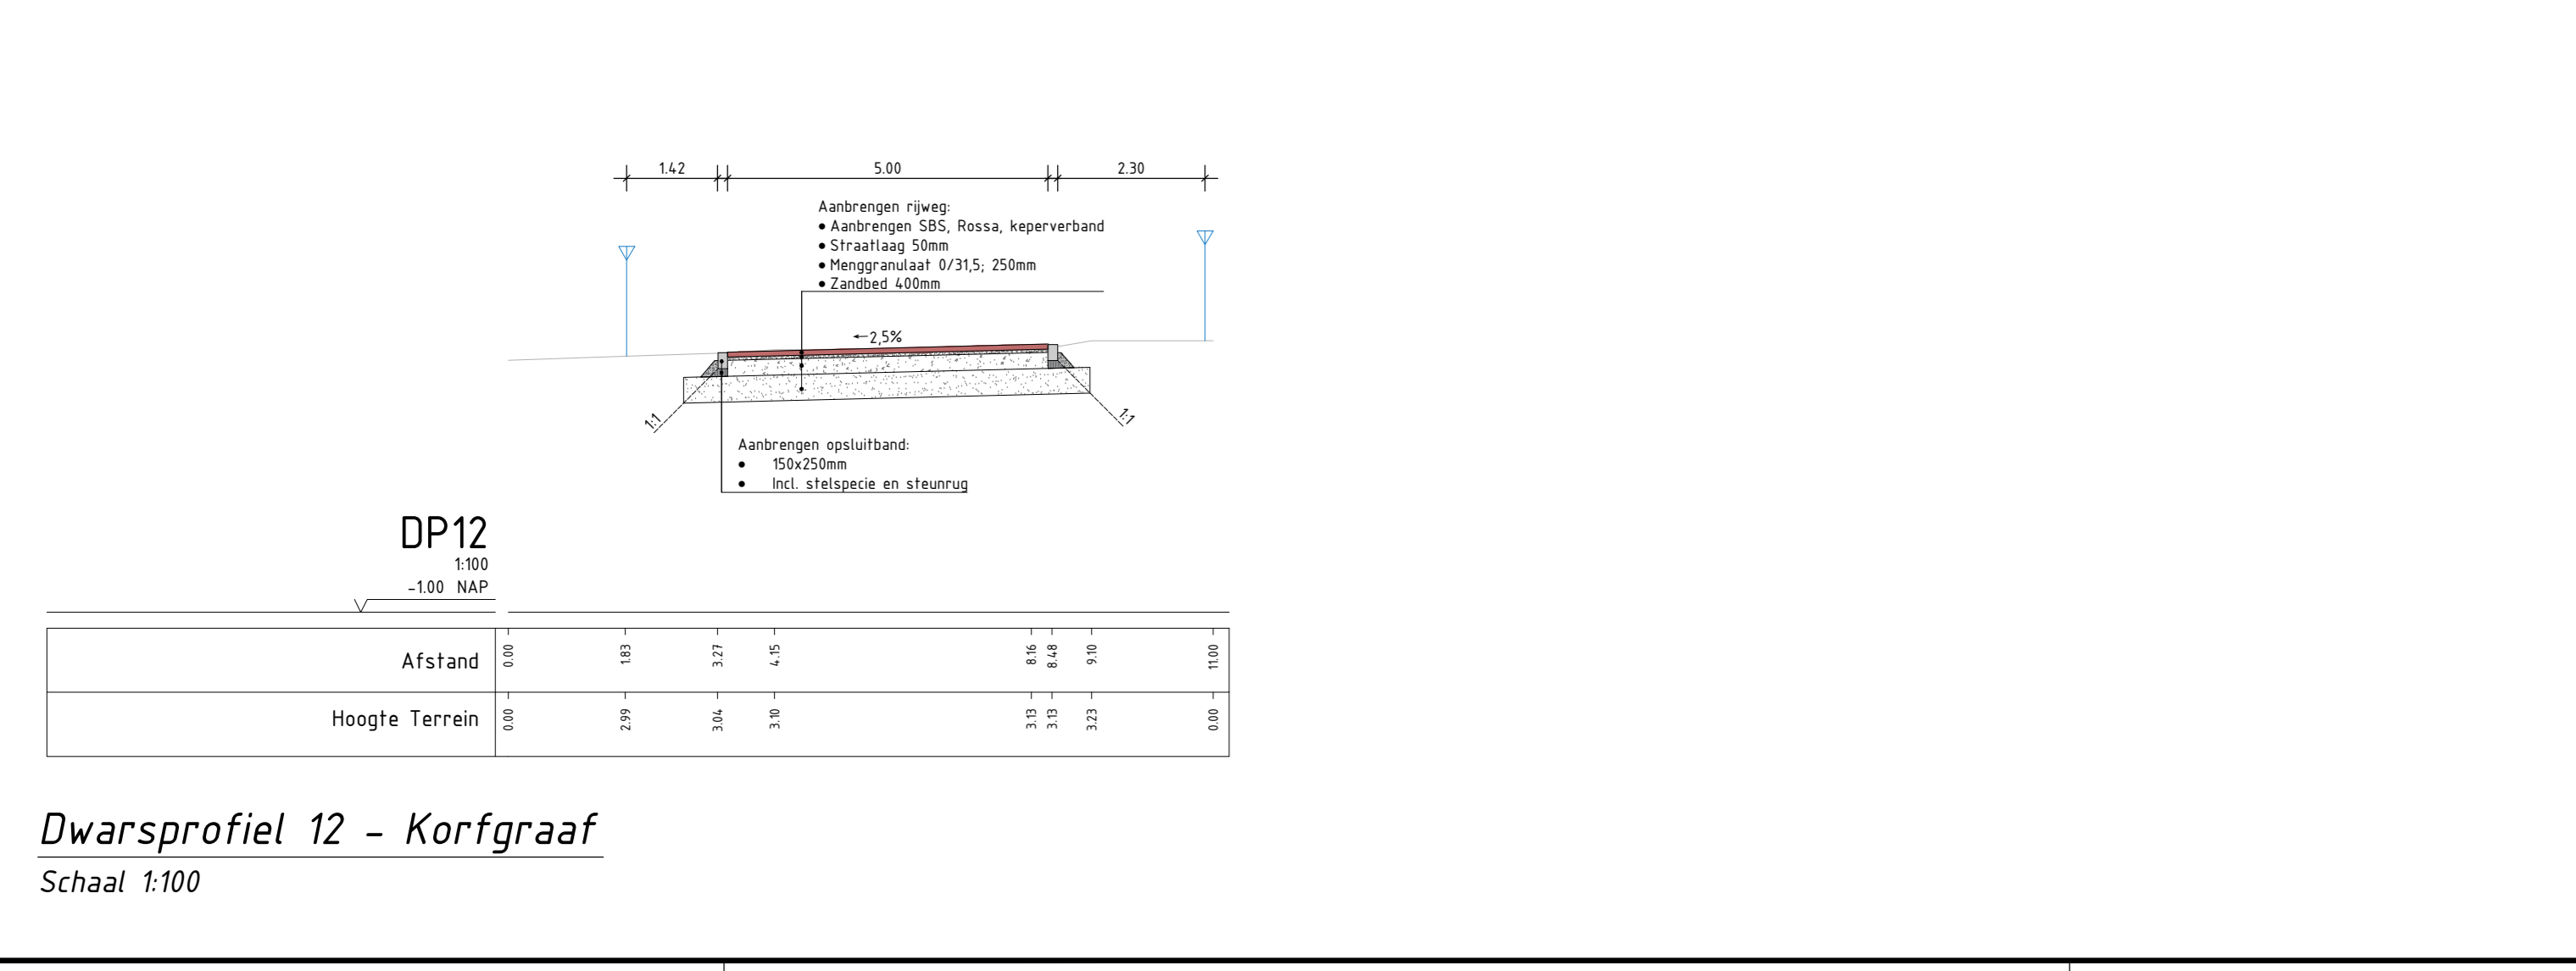 1.42 5.00 2.30
Aanbrengen rijweg:
• Aanbrengen SBS, Rossa, keperverband
• Straatlaag 50mm
• Menggranulaat 0/31,5; 250mm
• Zandbed 400mm
←2,5%
1:1 1:1
Aanbrengen opsluitband:
• 150x250mm
• Incl. stelspecie en steunrug
DP12
1:100
-1.00 NAP
Afstand 0.00 1.83 3.27 4.15 8.16 8.48 9.10 11.00
Hoogte Terrein 0.00 2.99 3.04 3.10 3.13 3.13 3.23 0.00
Dwarsprofiel 12 - Korfgraaf
Schaal 1:100